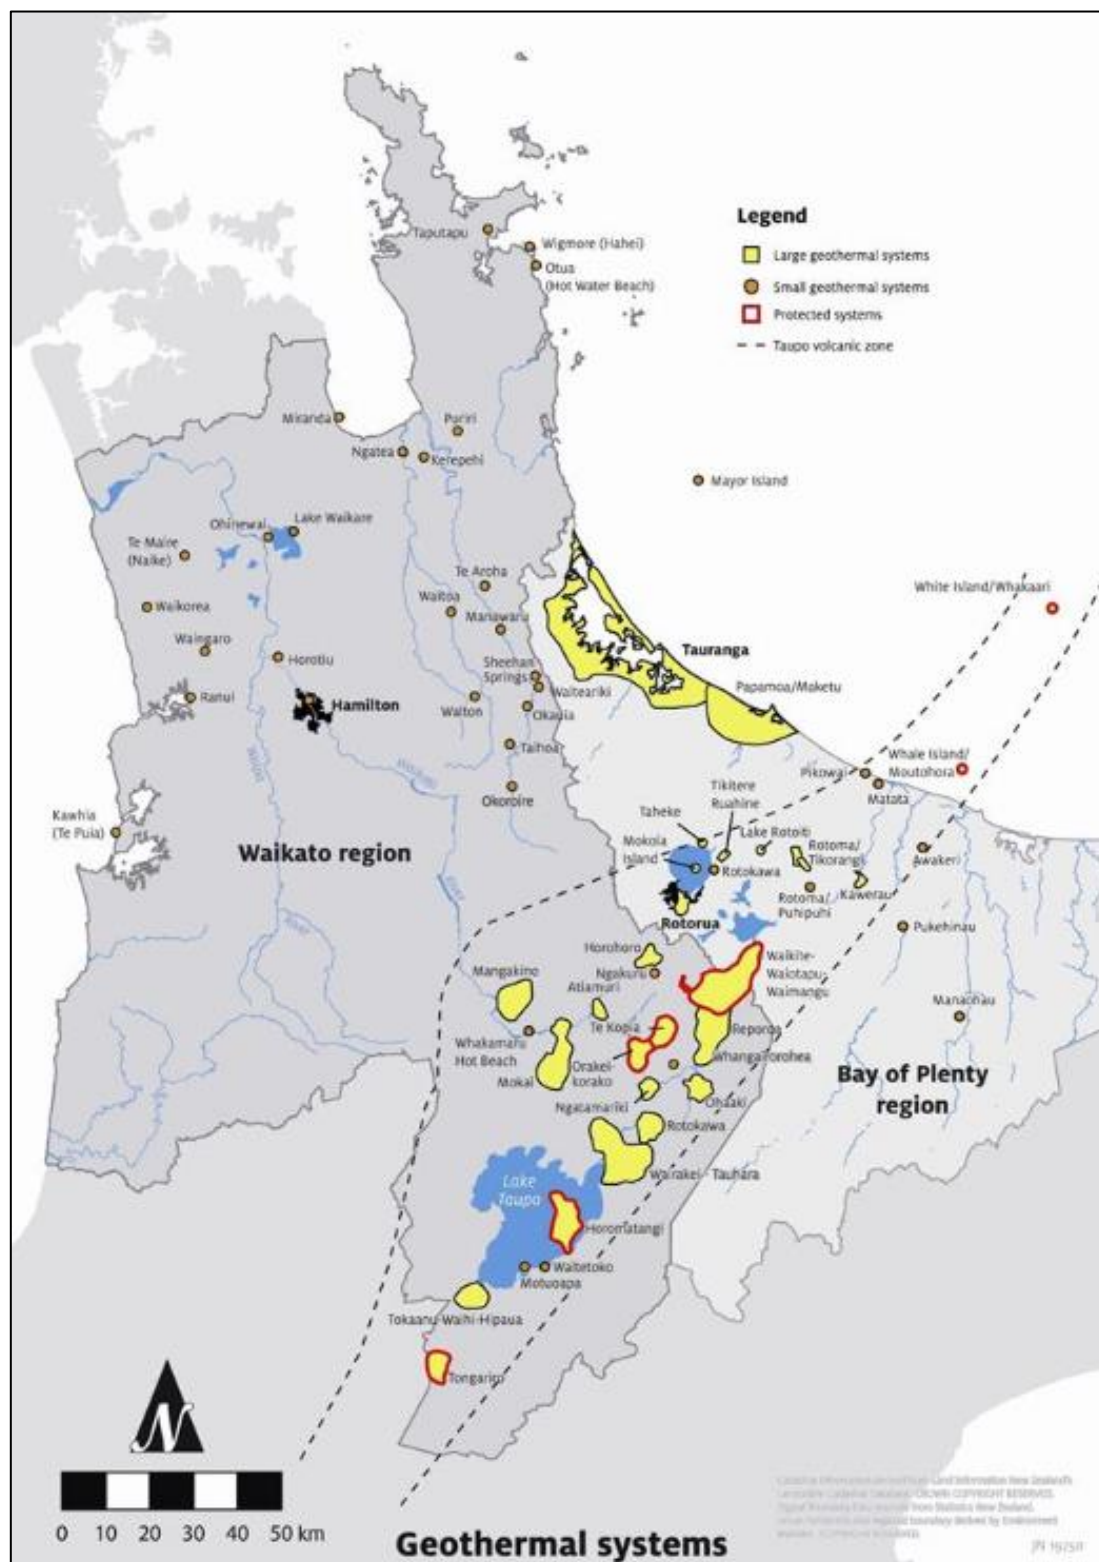 Legend
Large geothermal systems
Small geothermal systems
Protected systems
Taupo volcanic zone
Taputapu
Wigmore (Hahei)
Otua
(Hot Water Beach)
Miranda
Puriri
Ngatea
Kerepehi
Mayor Island
Ohinewai
Lake Waikare
Te Maire
(Naike)
Te Aroha
White Island/Whakaari
Waikorea
Waitoa
Manawaru
Waingaro
Horotiu
Tauranga
Sheehan
Springs
Waiteariki
Papamoa/Maketu
Ranui
Hamilton
Walton
Okauia
Taihoa
Whale Island/
Moutohora
Pikowai
Matata
Okoroire
Tikitere
Ruahine
Taheke
Kawhia
(Te Puia)
Mokoia
Island
Lake Rotoiti
Rotoma/
Tikorangi
Awakeri
Waikato region
Rotokawa
Rotoma/
Puhipuhi
Kawerau
Rotorua
Pukehinau
Horohoro
Waikite-
Waiotapu-
Waimangu
Mangakino
Ngakuru
Atiamuri
Manaohau
Te Kopia
Reporoa
Whakamaru
Hot Beach
Orakei-
korako
Whangairorohea
Mokai
Bay of Plenty
region
Ngatamariki
Ohaaki
Rotokawa
Wairakei - Tauhara
Lake
Taupo
Horomatangi
Waitetoko
Motuoapa
Tokaanu-Waihi-Hipaua
Tongariro
N
0 10 20 30 40 50 km
Geothermal systems